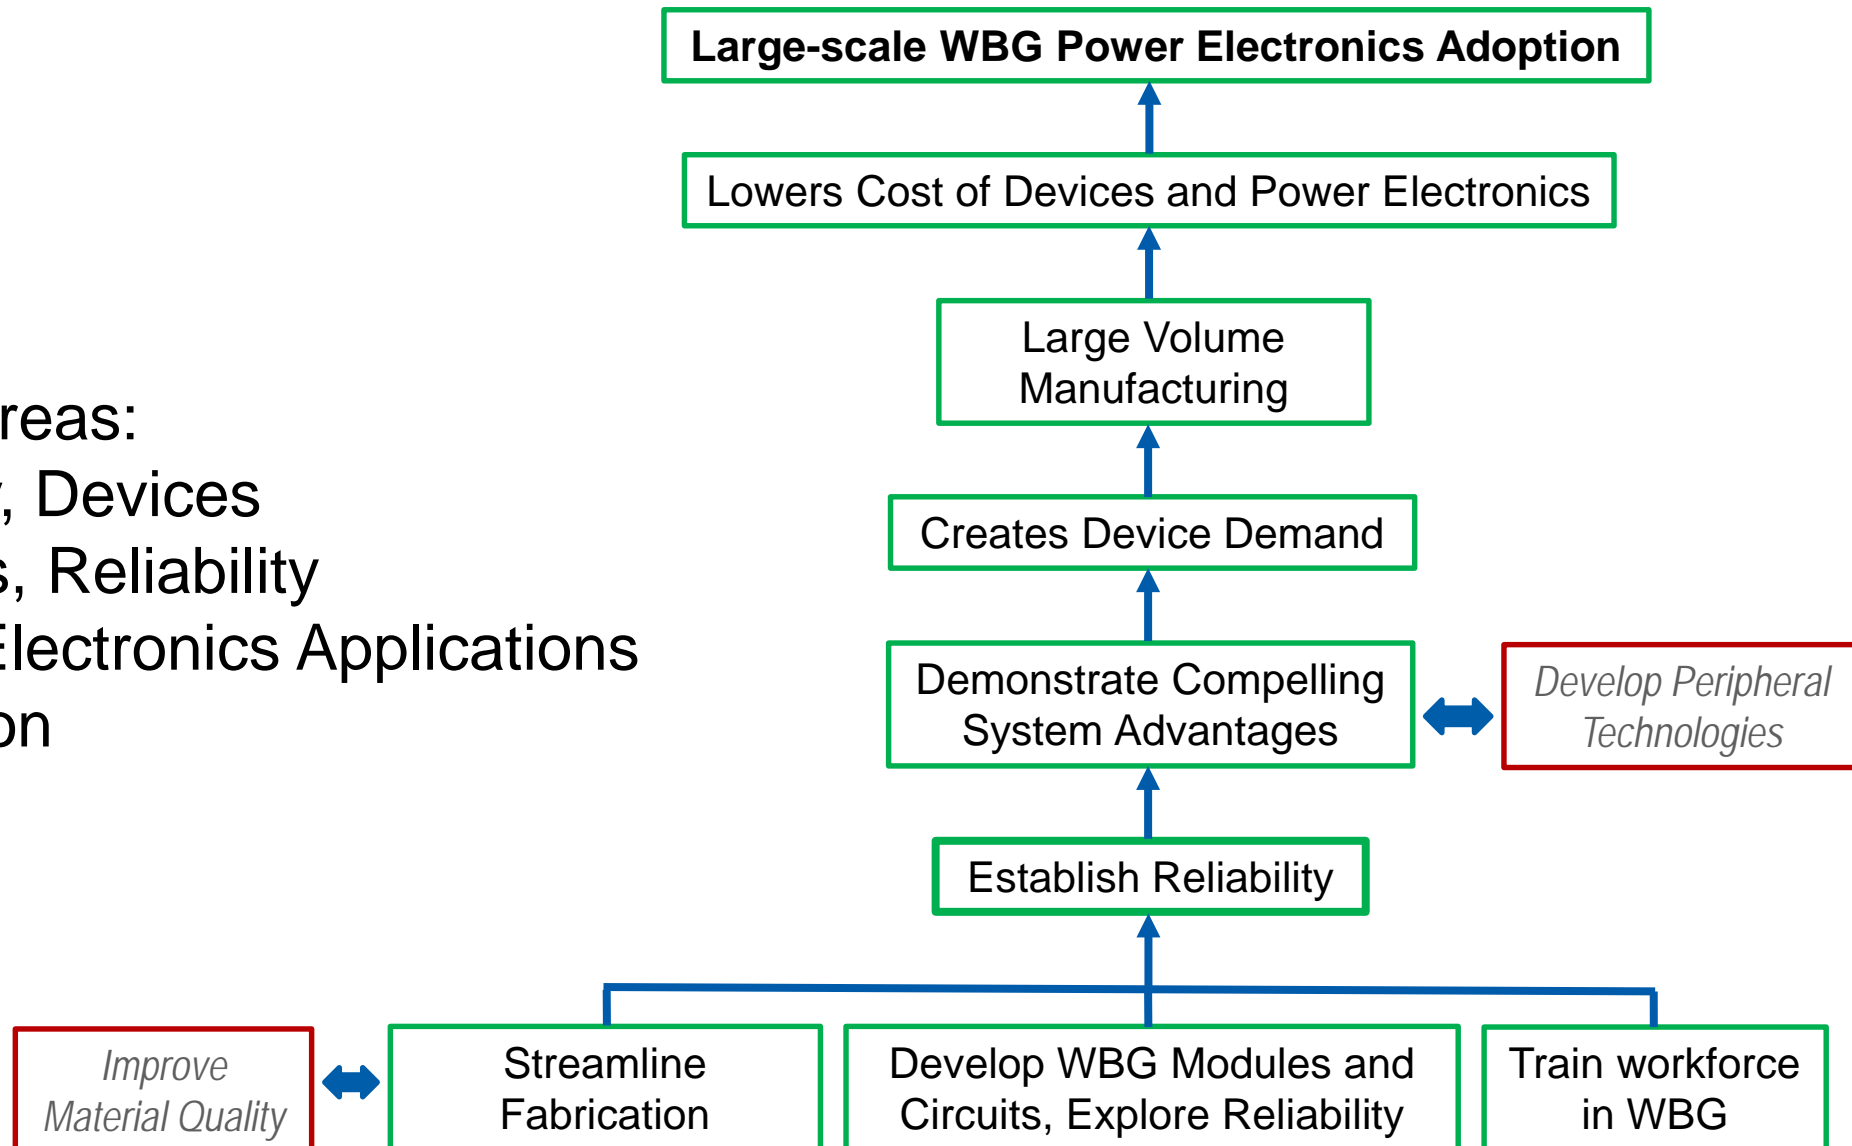 Large-scale WBG Power Electronics Adoption
Lowers Cost of Devices and Power Electronics
Large Volume
Manufacturing
reas:
, Devices
Creates Device Demand
s, Reliability
Electronics Applications
Demonstrate Compelling
System Advantages
Develop Peripheral
Technologies
on
Establish Reliability
Improve
Material Quality
Streamline
Fabrication
Develop WBG Modules and
Circuits, Explore Reliability
Train workforce
in WBG